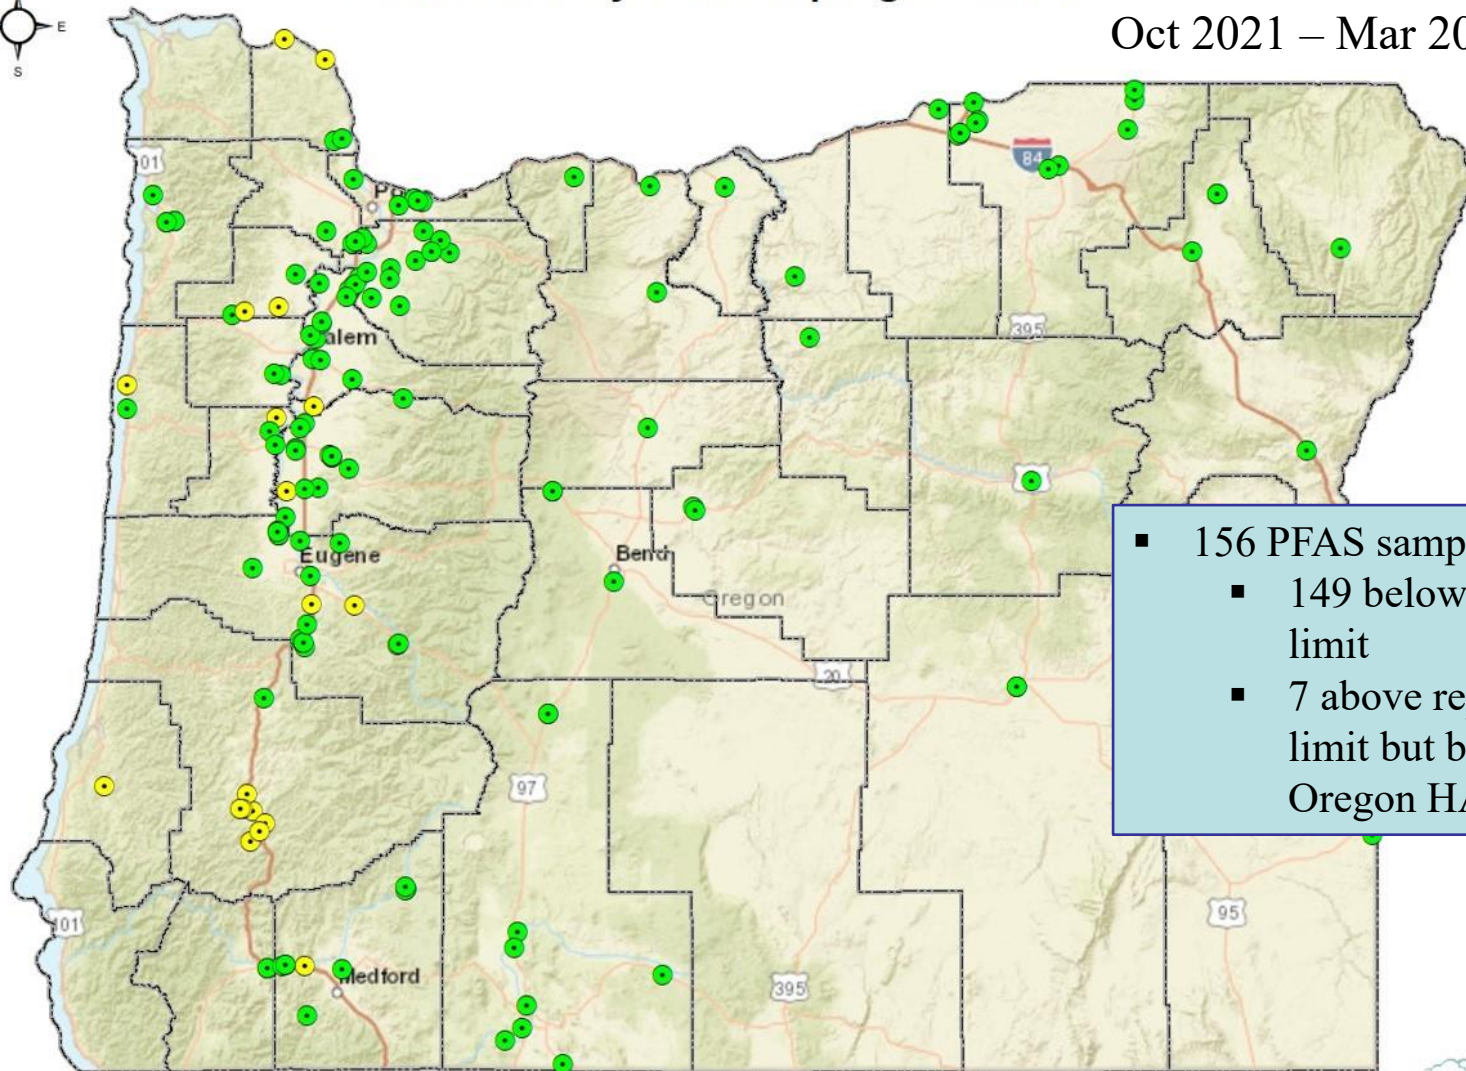 E
S
Oct 2021 – Mar 20
101
84
395
alem
Eugene
Bend
Oregon
20
97
101
Medford
395
95
▪ 156 PFAS samp
▪ 149 below
limit
▪ 7 above re
limit but b
Oregon HA